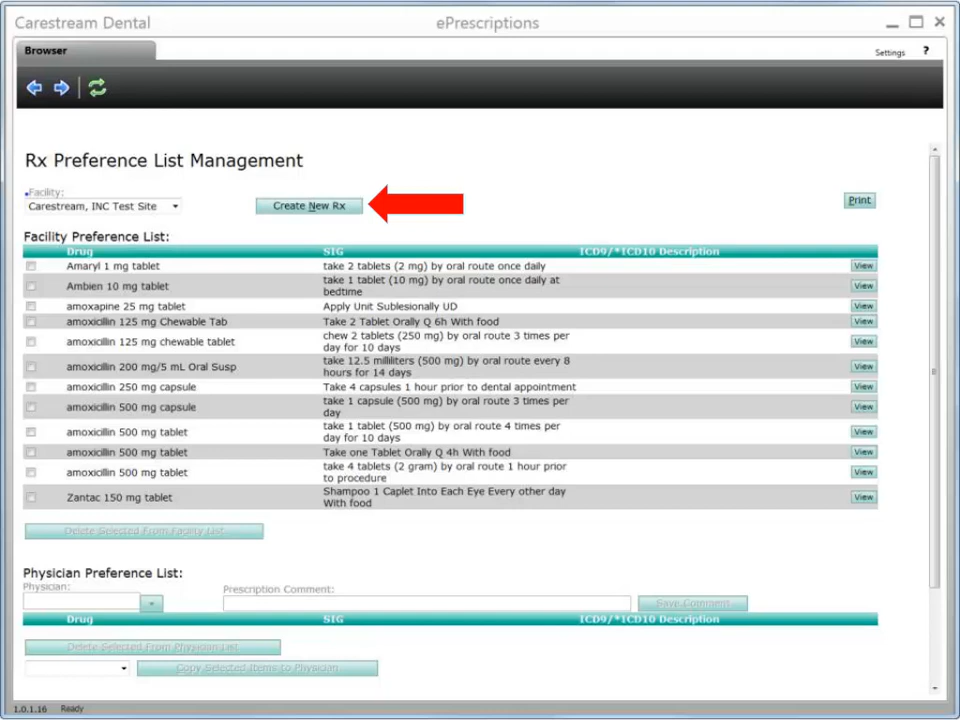 Carestream Dental
ePrescriptions
Browser
Settings ?
Rx Preference List Management
Facility:
Carestream, INC Test Site
Create New Rx
Print
Facility Preference List:
Drug SIG ICD9/*ICD10 Description
Amaryl 1 mg tablet take 2 tablets (2 mg) by oral route once daily View
Ambien 10 mg tablet take 1 tablet (10 mg) by oral route once daily at View
bedtime
amoxapine 25 mg tablet Apply Unit Sublesionally UD View
amoxicillin 125 mg Chewable Tab Take 2 Tablet Orally Q 6h With food View
amoxicillin 125 mg chewable tablet chew 2 tablets (250 mg) by oral route 3 times per View
day for 10 days
amoxicillin 200 mg/5 mL Oral Susp take 12.5 milliliters (500 mg) by oral route every 8 View
hours for 14 days
amoxicillin 250 mg capsule Take 4 capsules 1 hour prior to dental appointment View
amoxicillin 500 mg capsule take 1 capsule (500 mg) by oral route 3 times per View
day
amoxicillin 500 mg tablet take 1 tablet (500 mg) by oral route 4 times per View
day for 10 days
amoxicillin 500 mg tablet Take one Tablet Orally Q 4h With food View
amoxicillin 500 mg tablet take 4 tablets (2 gram) by oral route 1 hour prior View
to procedure
Zantac 150 mg tablet Shampoo 1 Caplet Into Each Eye Every other day View
With food
Delete Selected From Facility List
Physician Preference List:
Physician: Prescription Comment:
Save Comment
Drug SIG ICD9/*ICD10 Description
Delete Selected From Physician List
Copy Selected Items to Physician
1.0.1.16 Ready